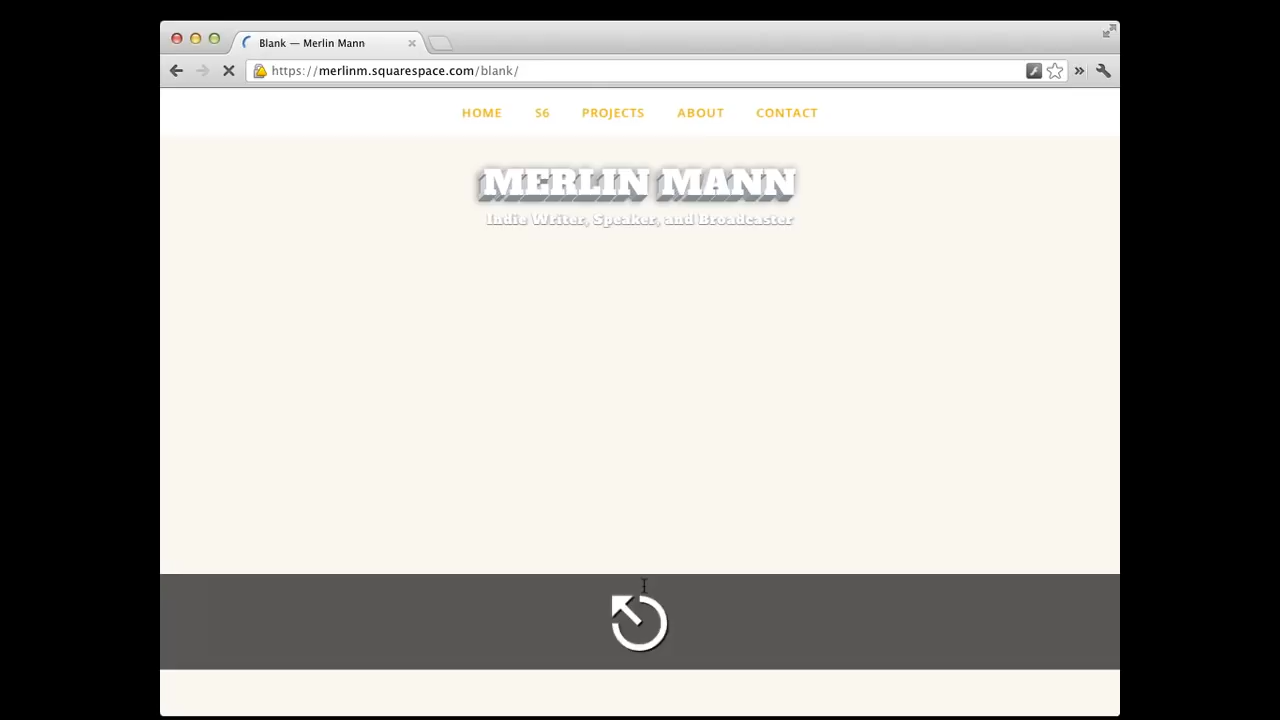 Blank — Merlin Mann
https://merlinm.squarespace.com/blank/
HOME S6 PROJECTS ABOUT CONTACT
MERLIN MANN
Indie Writer, Speaker, and Broadcaster